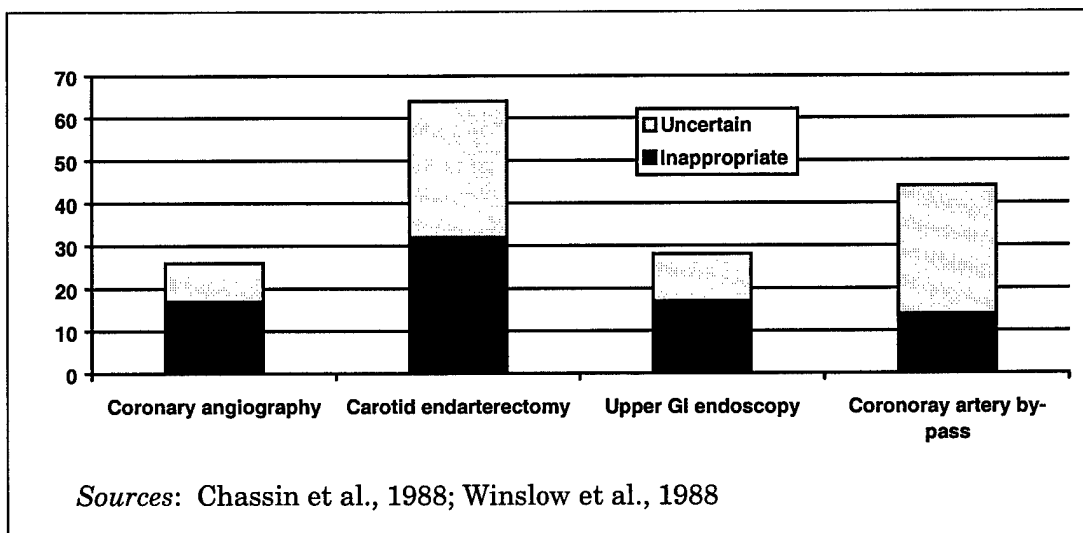 70
60
50
40
30
20
10
0
Uncertain
Inappropriate
Coronary angiography
Carotid endarterectomy
Upper GI endoscopy
Coronoray artery by-
pass
Sources: Chassin et al., 1988; Winslow et al., 1988